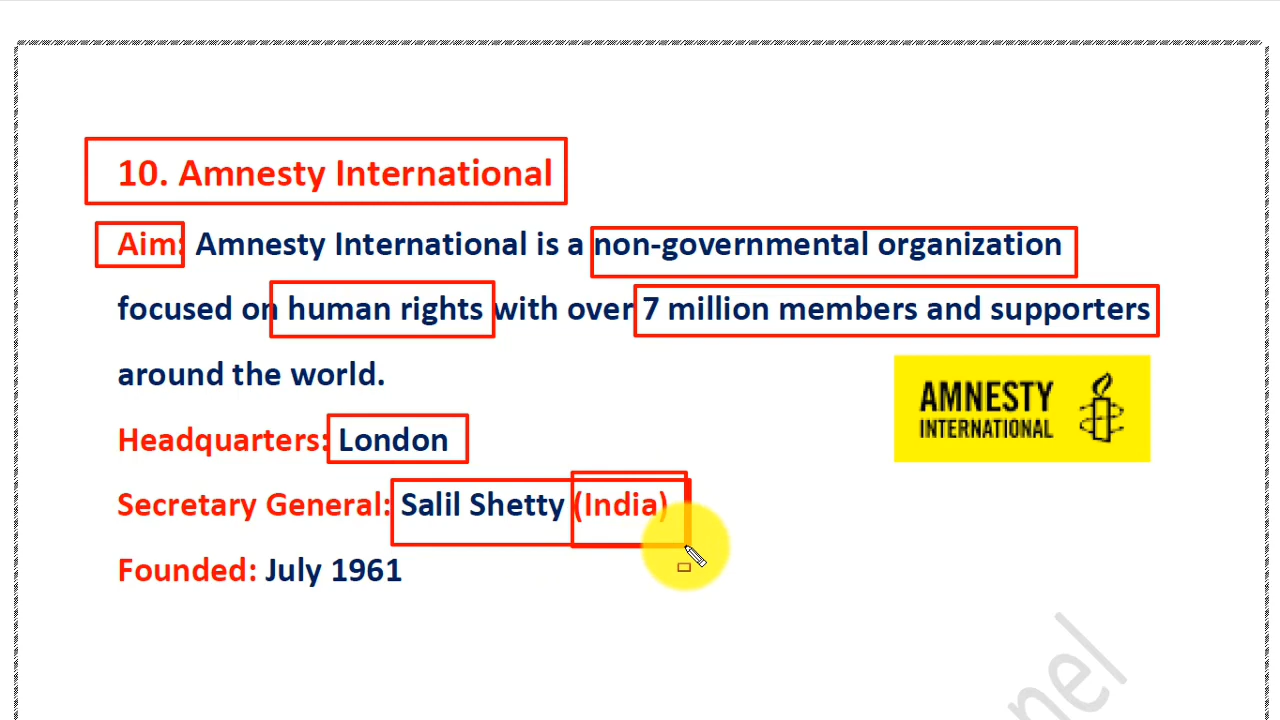 10. Amnesty International
Aim: Amnesty International is a non-governmental organization
focused on human rights with over 7 million members and supporters
around the world.
AMNESTY
INTERNATIONAL
Headquarters: London
Secretary General: Salil Shetty (India)
Founded: July 1961